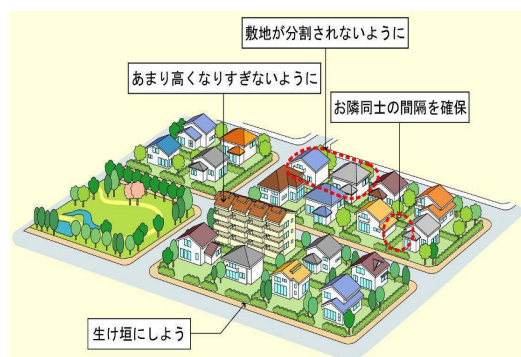 敷地が分割されないように
あまり高くなりすぎないように
お隣同士の間隔を確保
生け垣にしよう